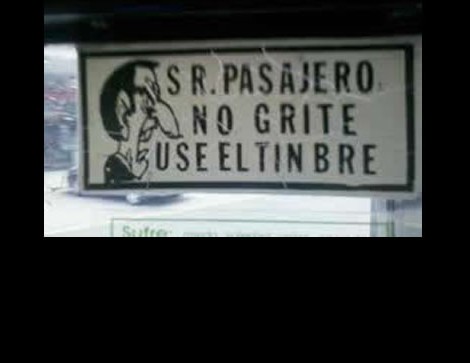 SR. PASAJERO
NO GRITE
USE EL TINBRE
Sufre: